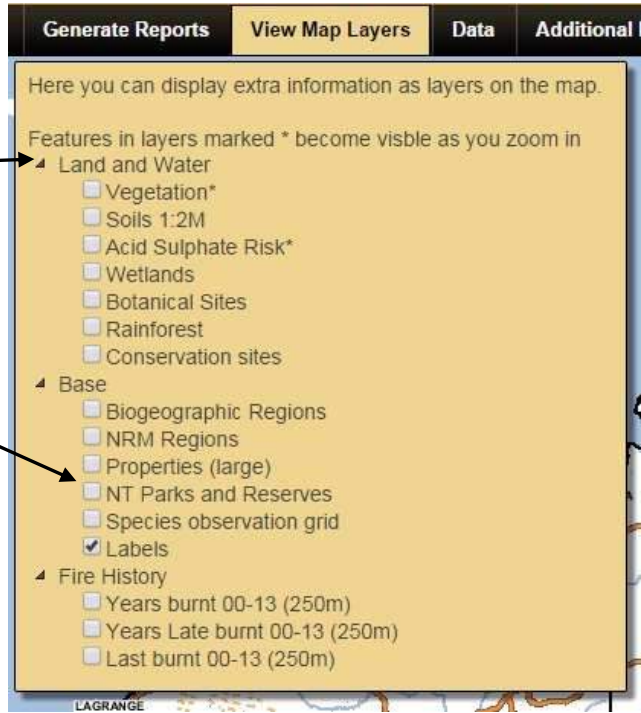 Generate Reports View Map Layers Data Additional
Here you can display extra information as layers on the map.
Features in layers marked * become visble as you zoom in
Land and Water
Vegetation*
Soils 1:2M
Acid Sulphate Risk*
Wetlands
Botanical Sites
Rainforest
Conservation sites
Base
Biogeographic Regions
NRM Regions
Properties (large)
NT Parks and Reserves
Species observation grid
Labels
Fire History
Years burnt 00-13 (250m)
Years Late burnt 00-13 (250m)
Last burnt 00-13 (250m)
LAGRANGE